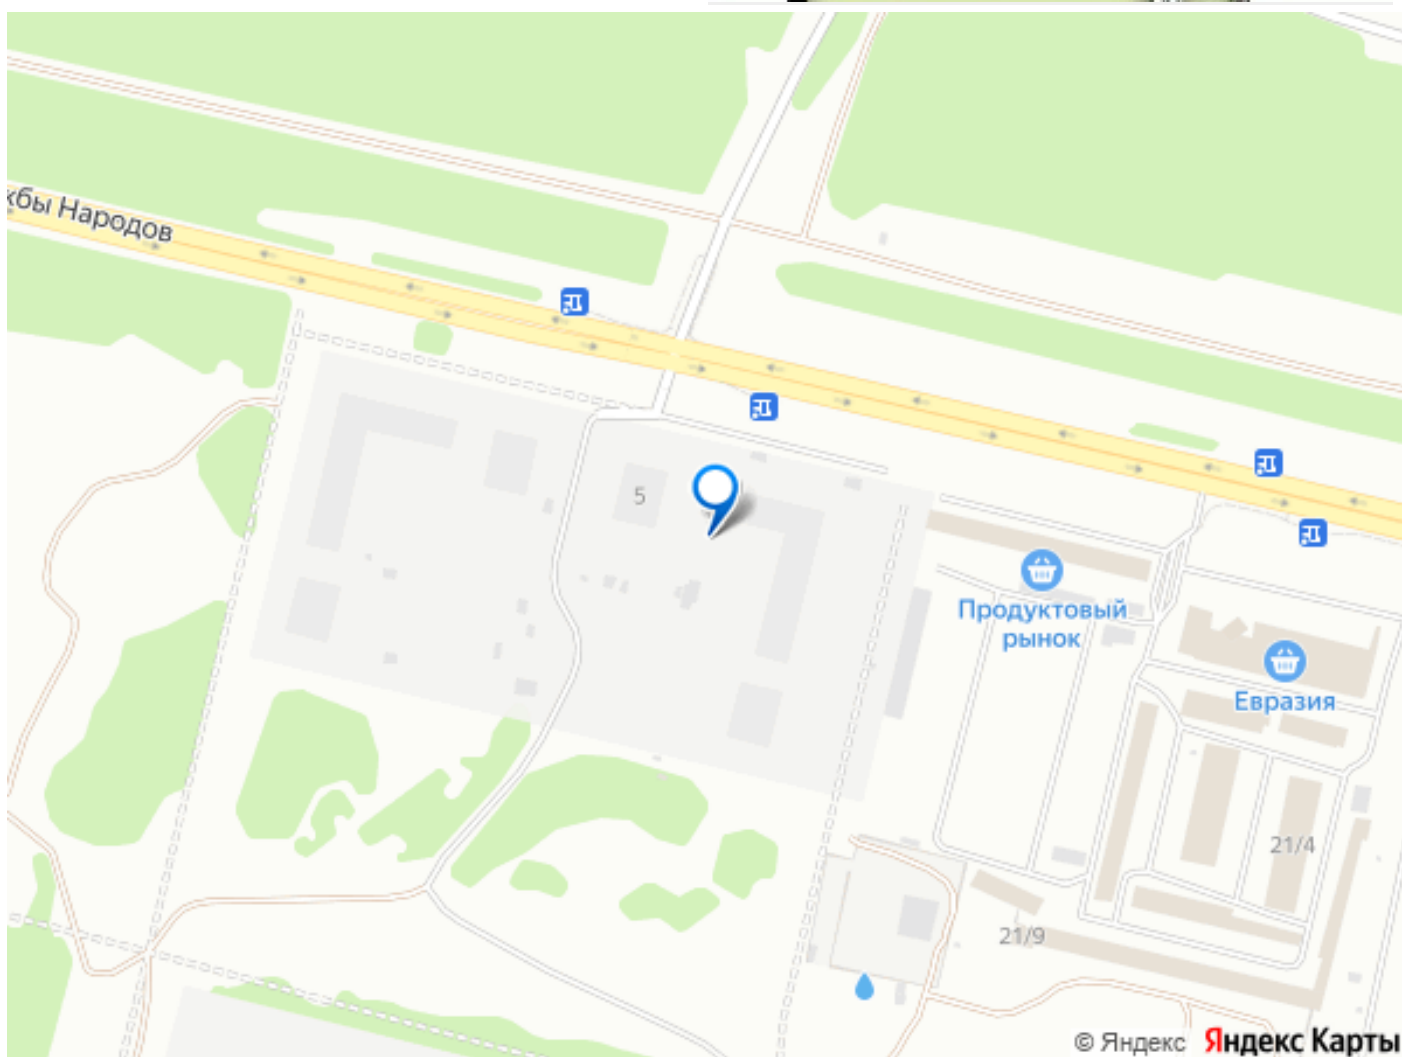 жбы Народов
5
Продуктовый
рынок
Евразия
21/4
21/9
© Яндекс Яндекс Карты